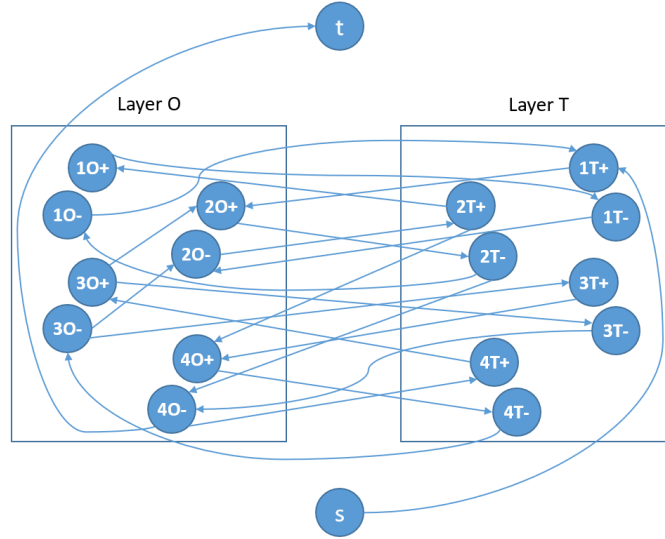 t
Layer O
Layer T
1O+
1T+
1O-
2O+
2T+
1T-
2O-
2T-
3O+
3T+
3O-
3T-
4O+
4T+
4O-
4T-
s